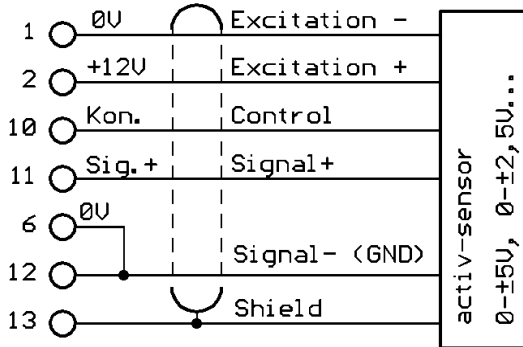 1 0V Excitation -
2 +12V Excitation +
10 Kon. Control
11 Sig.+ Signal+
6 0V
12 Signal- (GND)
13 Shield
activ-sensor
0-±5V, 0-±2,5V...